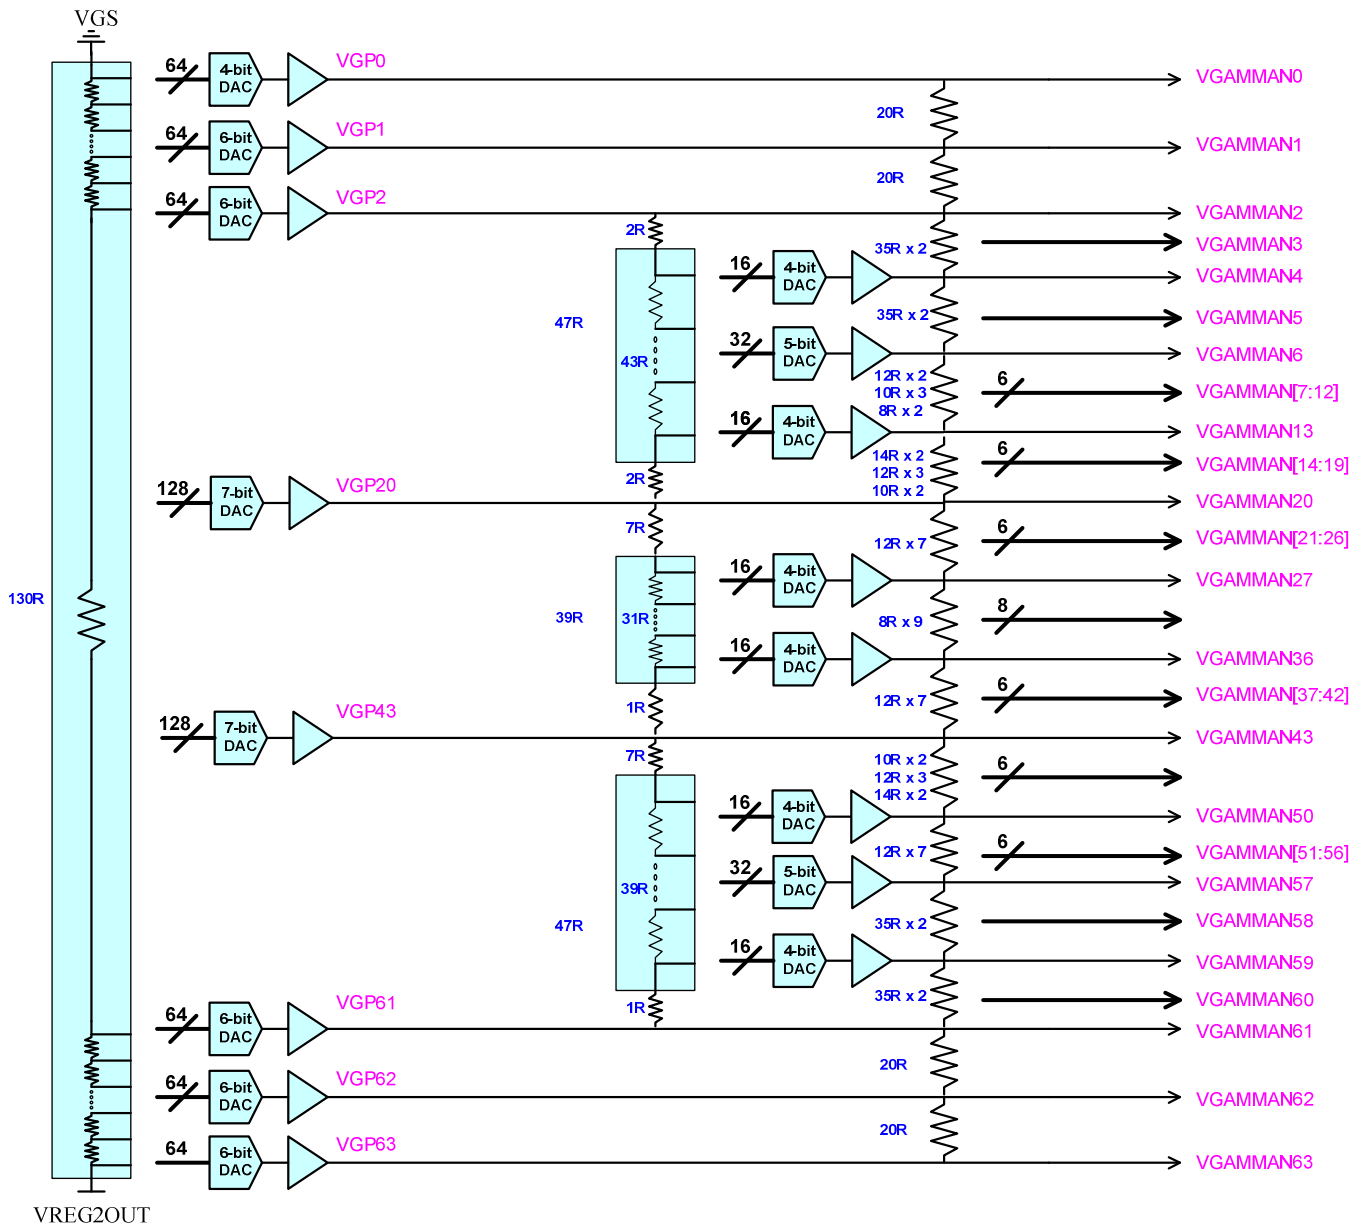 VGS
64
4-bit
DAC
VGP0
20R
VGAMMAN0
64
6-bit
DAC
VGP1
20R
VGAMMAN1
64
6-bit
DAC
VGP2
VGAMMAN2
2R
35R x 2
VGAMMAN3
16
4-bit
DAC
VGAMMAN4
47R
43R
35R x 2
VGAMMAN5
32
5-bit
DAC
VGAMMAN6
12R x 2
10R x 3
8R x 2
6
VGAMMAN[7:12]
16
4-bit
DAC
VGAMMAN13
2R
14R x 2
12R x 3
10R x 2
6
VGAMMAN[14:19]
128
7-bit
DAC
VGP20
VGAMMAN20
7R
12R x 7
6
VGAMMAN[21:26]
16
4-bit
DAC
VGAMMAN27
130R
39R
31R
8R x 9
8
16
4-bit
DAC
VGAMMAN36
1R
12R x 7
6
VGAMMAN[37:42]
128
7-bit
DAC
VGP43
VGAMMAN43
7R
10R x 2
12R x 3
14R x 2
6
16
4-bit
DAC
VGAMMAN50
12R x 7
6
VGAMMAN[51:56]
32
5-bit
DAC
VGAMMAN57
39R
47R
35R x 2
VGAMMAN58
16
4-bit
DAC
VGAMMAN59
1R
35R x 2
VGAMMAN60
64
6-bit
DAC
VGP61
VGAMMAN61
20R
64
6-bit
DAC
VGP62
VGAMMAN62
20R
64
6-bit
DAC
VGP63
VGAMMAN63
VREG2OUT